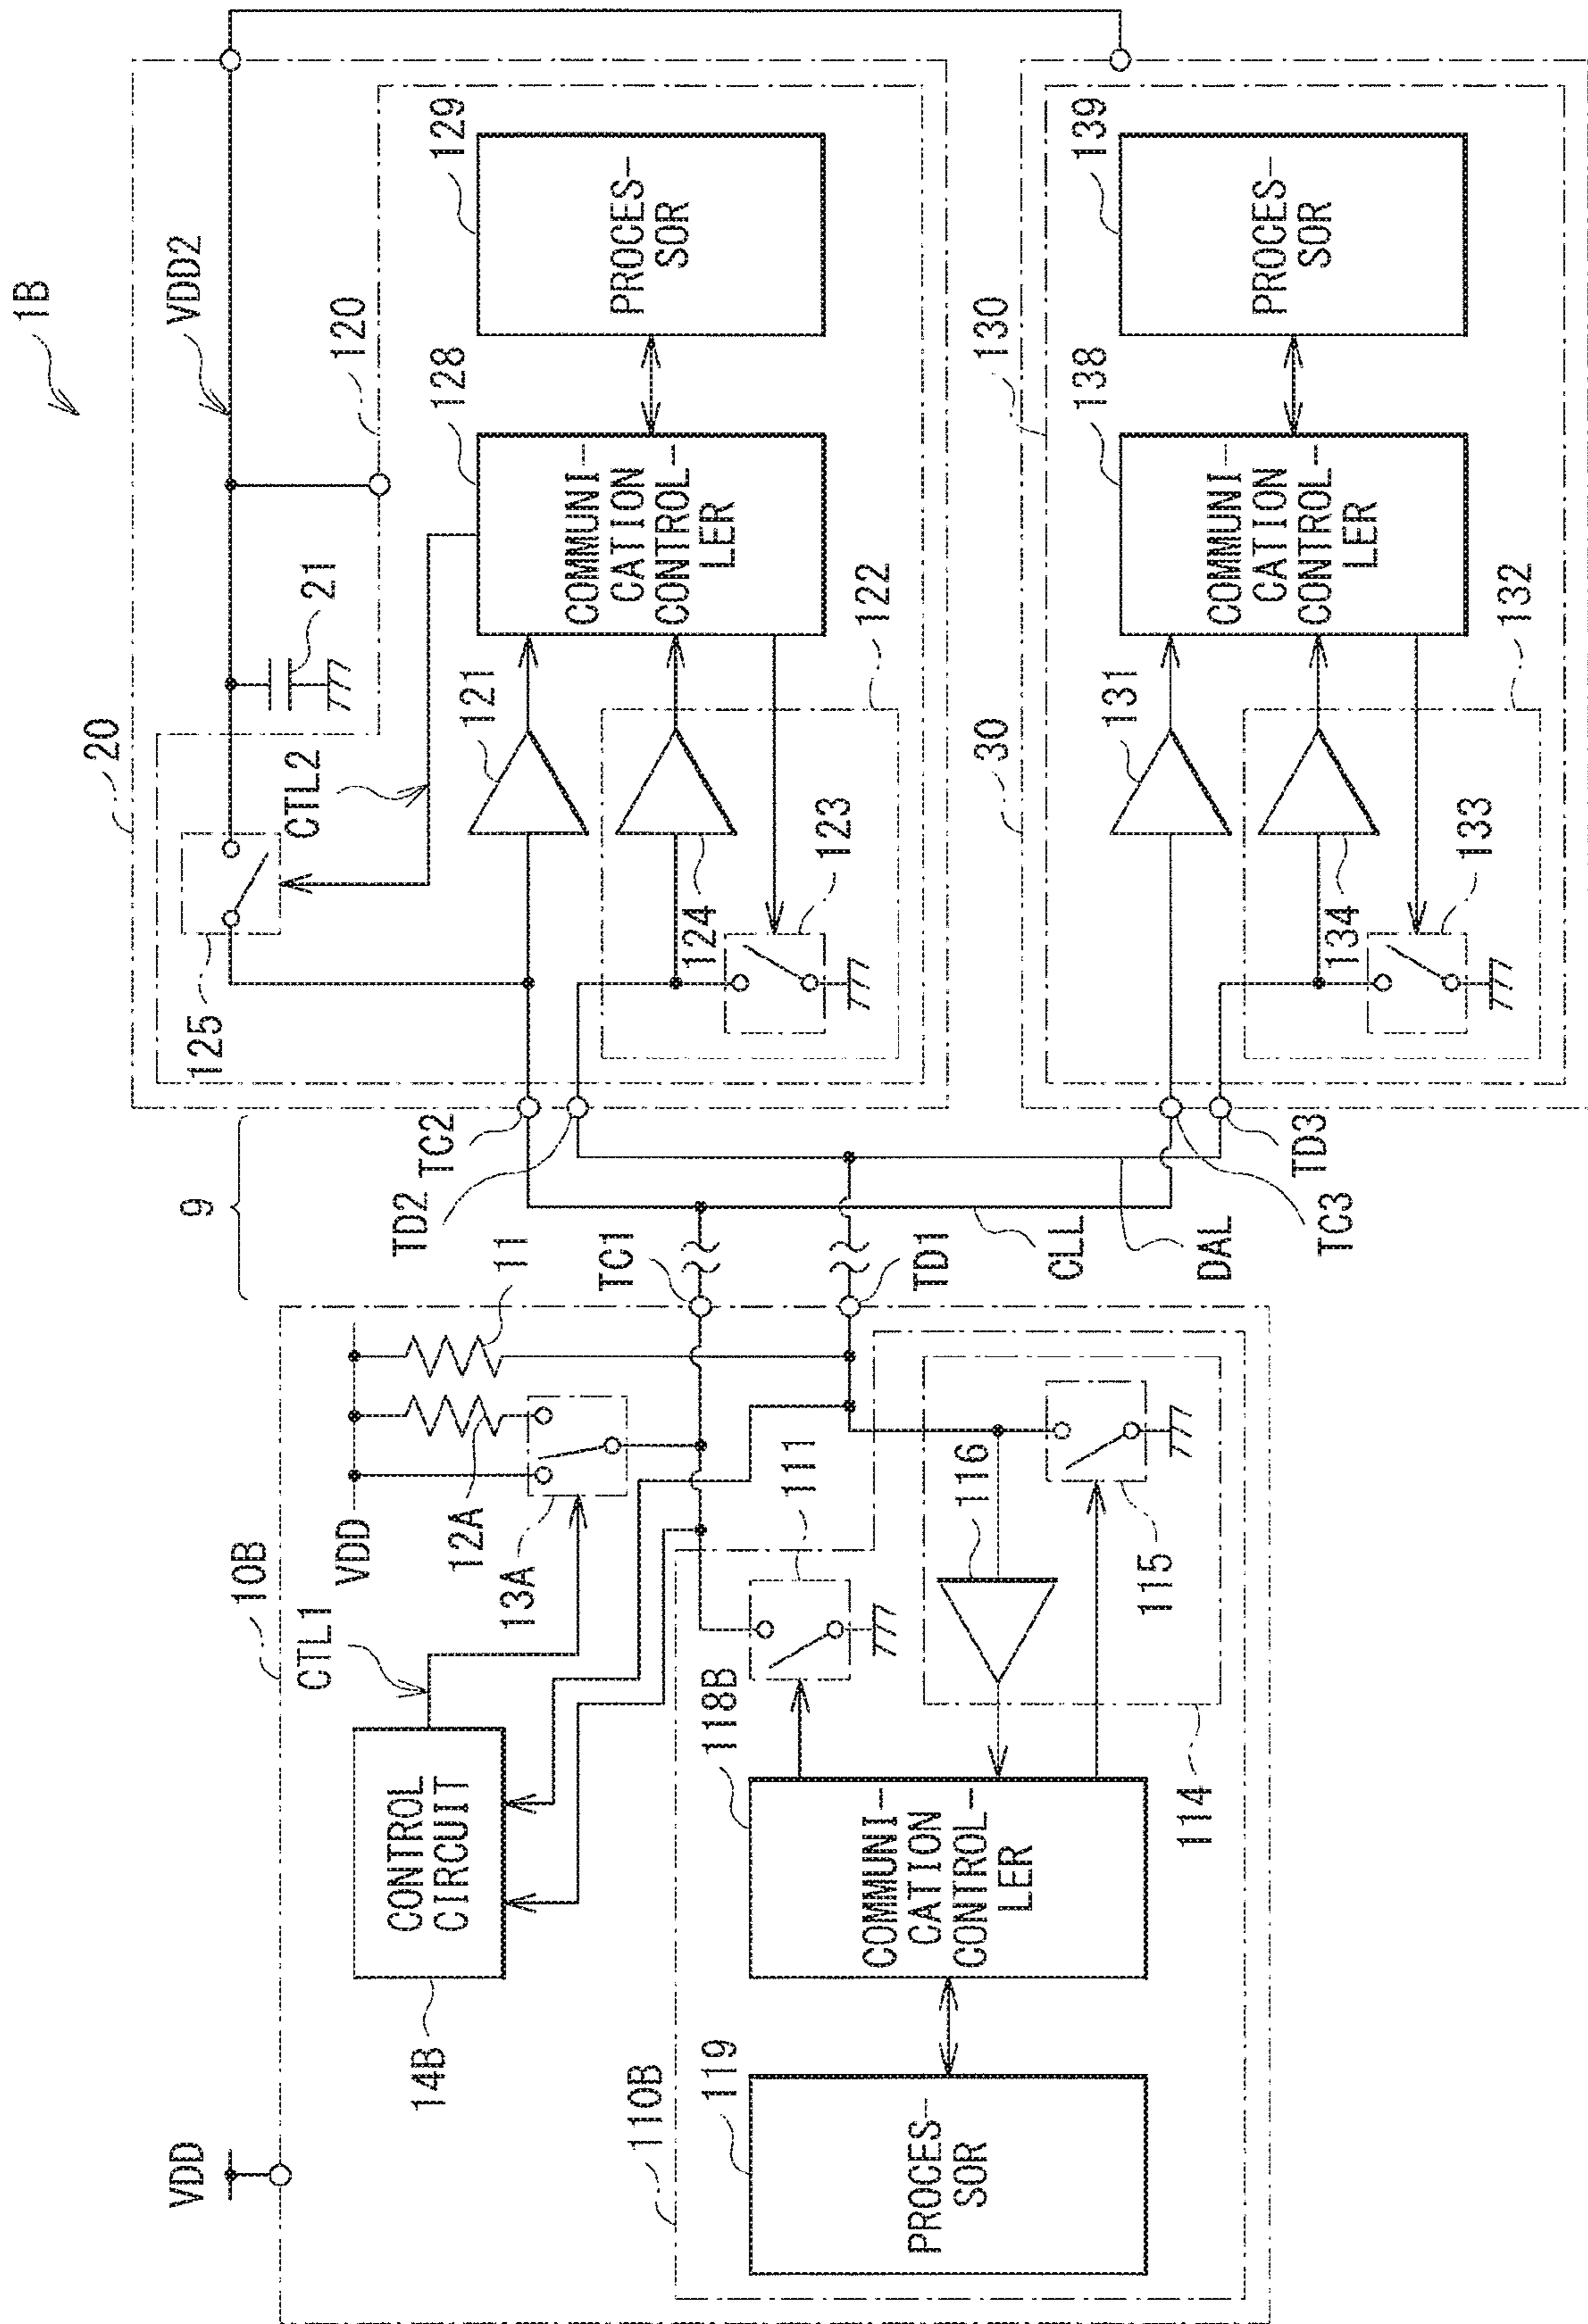 1B
VDD
10B
CTL1
VDD
12A
13A
11
CONTROL
CIRCUIT
14B
110B
119
PROCES-
SOR
118B
COMMUNI-
CATION
CONTROL-
LER
111
116
115
114
TC1
TD1
9
TD2
TC2
CLL
DAL
TC3
TD3
20
125
CTL2
21
VDD2
120
121
124
123
122
128
COMMUNI-
CATION
CONTROL-
LER
129
PROCES-
SOR
30
130
131
134
133
132
138
COMMUNI-
CATION
CONTROL-
LER
139
PROCES-
SOR